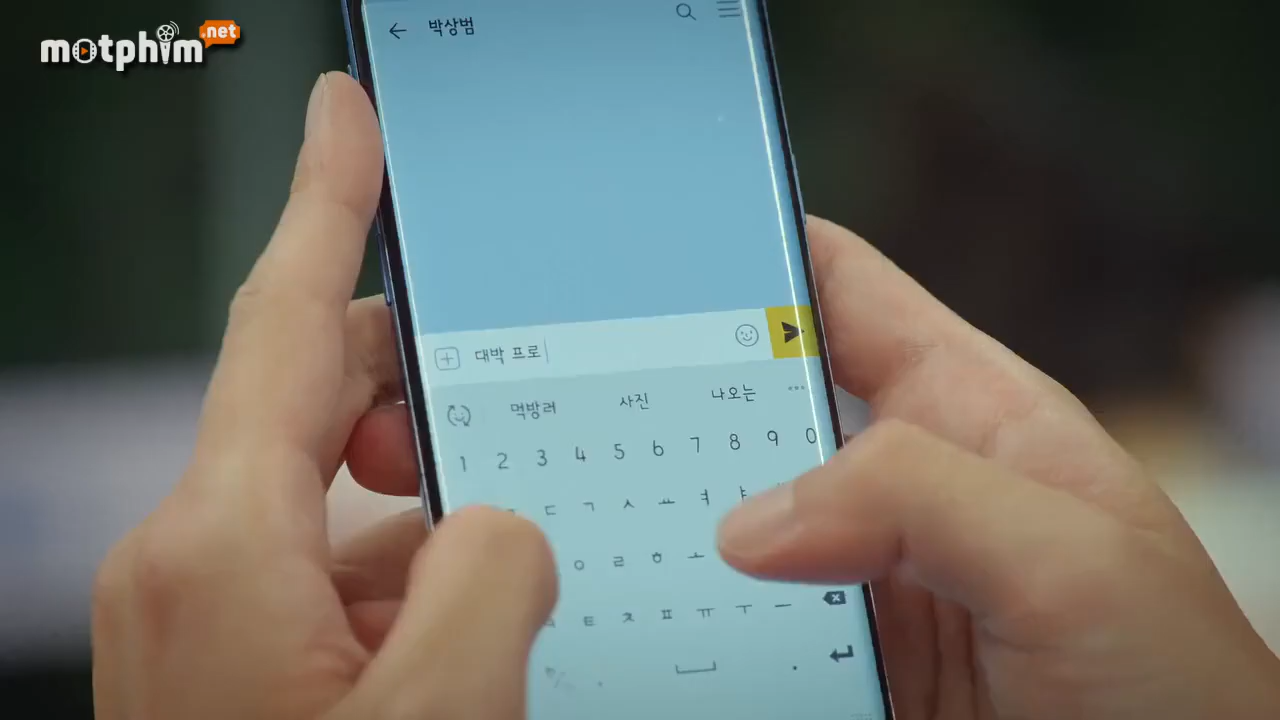 motphim.net
박상범
대박 프로
먹방러 사진 나오는
1 2 3 4 5 6 7 8 9 0
ㄷ ㄱ ㅅ ㅛ ㅕ ㅑ
ㅇ ㄹ ㅎ ㅗ
ㅌ ㅊ ㅍ ㅠ ㅜ ㅡ